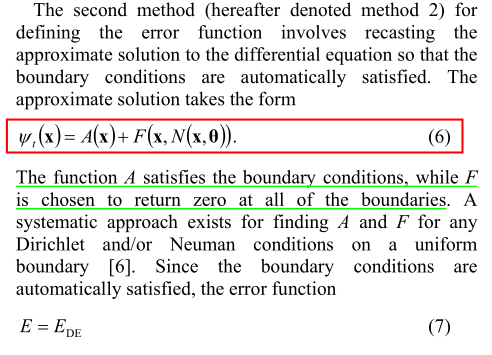 The second method (hereafter denoted method 2) for
defining the error function involves recasting the
approximate solution to the differential equation so that the
boundary conditions are automatically satisfied. The
approximate solution takes the form
ψₜ(x) = A(x) + F(x, N(x, θ)). (6)
The function A satisfies the boundary conditions, while F
is chosen to return zero at all of the boundaries. A
systematic approach exists for finding A and F for any
Dirichlet and/or Neuman conditions on a uniform
boundary [6]. Since the boundary conditions are
automatically satisfied, the error function
E = E_DE (7)